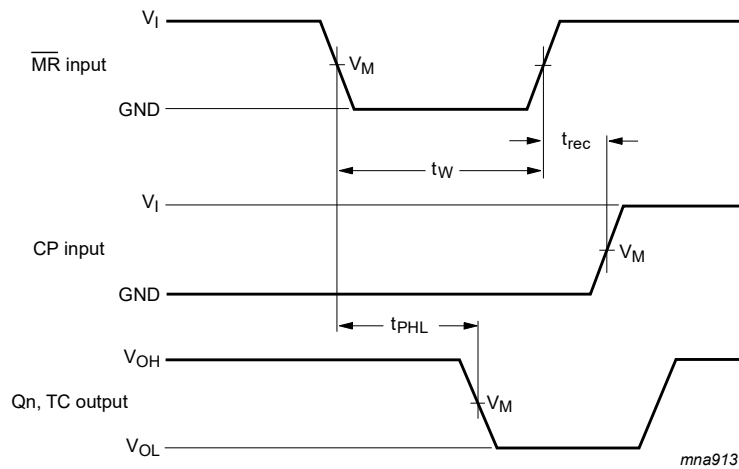 VI
MR input
VM
GND
trec
tW
VI
CP input
VM
GND
tPHL
VOH
Qn, TC output
VM
VOL
mna913